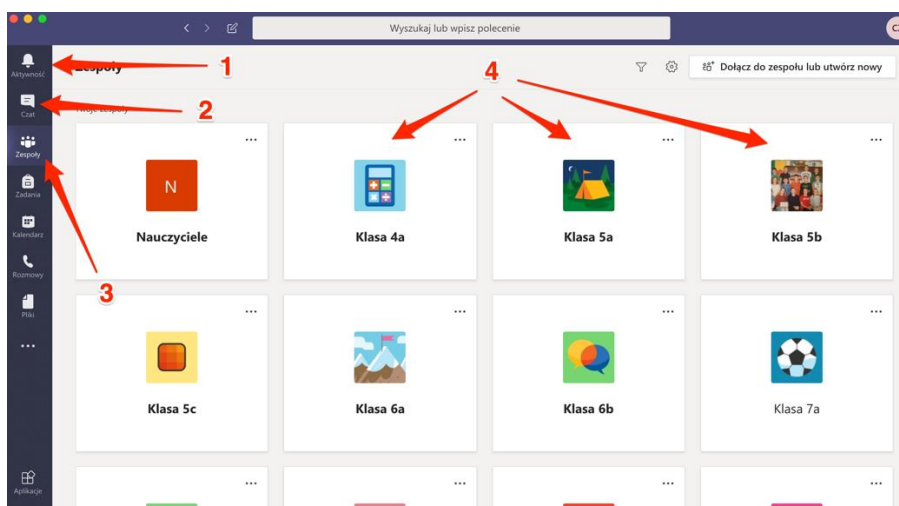 Wyszukaj lub wpisz polecenie
Aktywność
Zespoły
1
4
Dołącz do zespołu lub utwórz nowy
Czat
2
Twoje zespoły
Zespoły
Zadania
Kalendarz
Rozmowy
Pliki
Aplikacje
3
N
Nauczyciele
Klasa 4a
Klasa 5a
Klasa 5b
Klasa 5c
Klasa 6a
Klasa 6b
Klasa 7a